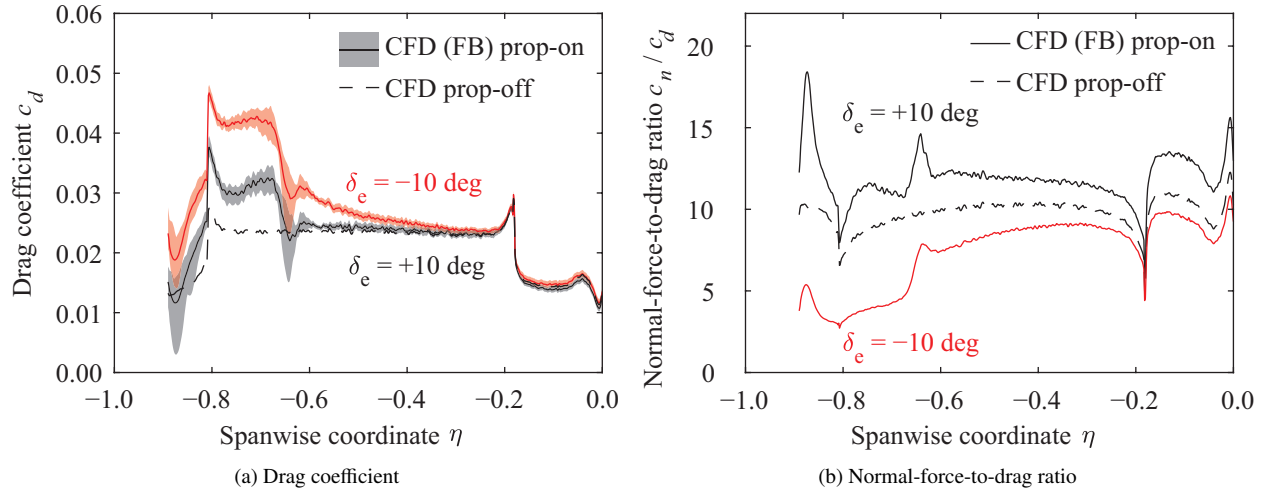 0.06
0.05
0.04
0.03
0.02
0.01
0.00
Drag coefficient c_d
CFD (FB) prop-on
CFD prop-off
δ_e = −10 deg
δ_e = +10 deg
−1.0 −0.8 −0.6 −0.4 −0.2 0.0
Spanwise coordinate η
(a) Drag coefficient
20
15
10
5
0
Normal-force-to-drag ratio c_n / c_d
CFD (FB) prop-on
CFD prop-off
δ_e = +10 deg
δ_e = −10 deg
−1.0 −0.8 −0.6 −0.4 −0.2 0.0
Spanwise coordinate η
(b) Normal-force-to-drag ratio